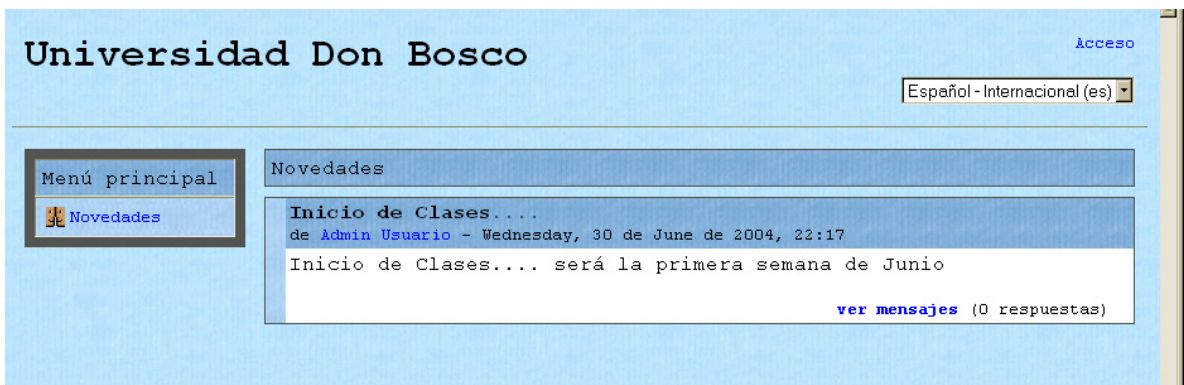 Universidad Don Bosco
Acceso
Español - Internacional (es)
Menú principal
Novedades
Novedades
Inicio de Clases....
de Admin Usuario - Wednesday, 30 de June de 2004, 22:17
Inicio de Clases.... será la primera semana de Junio
ver mensajes (0 respuestas)